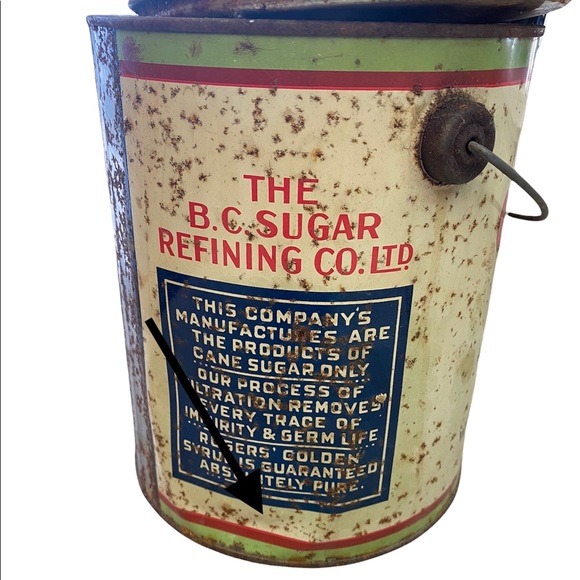 THE
B.C. SUGAR
REFINING CO. LTD.
THIS COMPANY'S
MANUFACTURES ARE
THE PRODUCTS OF
CANE SUGAR ONLY
OUR PROCESS OF
FILTRATION REMOVES
EVERY TRACE OF
IMPURITY & GERM LIFE
ROGERS' GOLDEN
SYRUP IS GUARANTEED
ABSOLUTELY PURE.